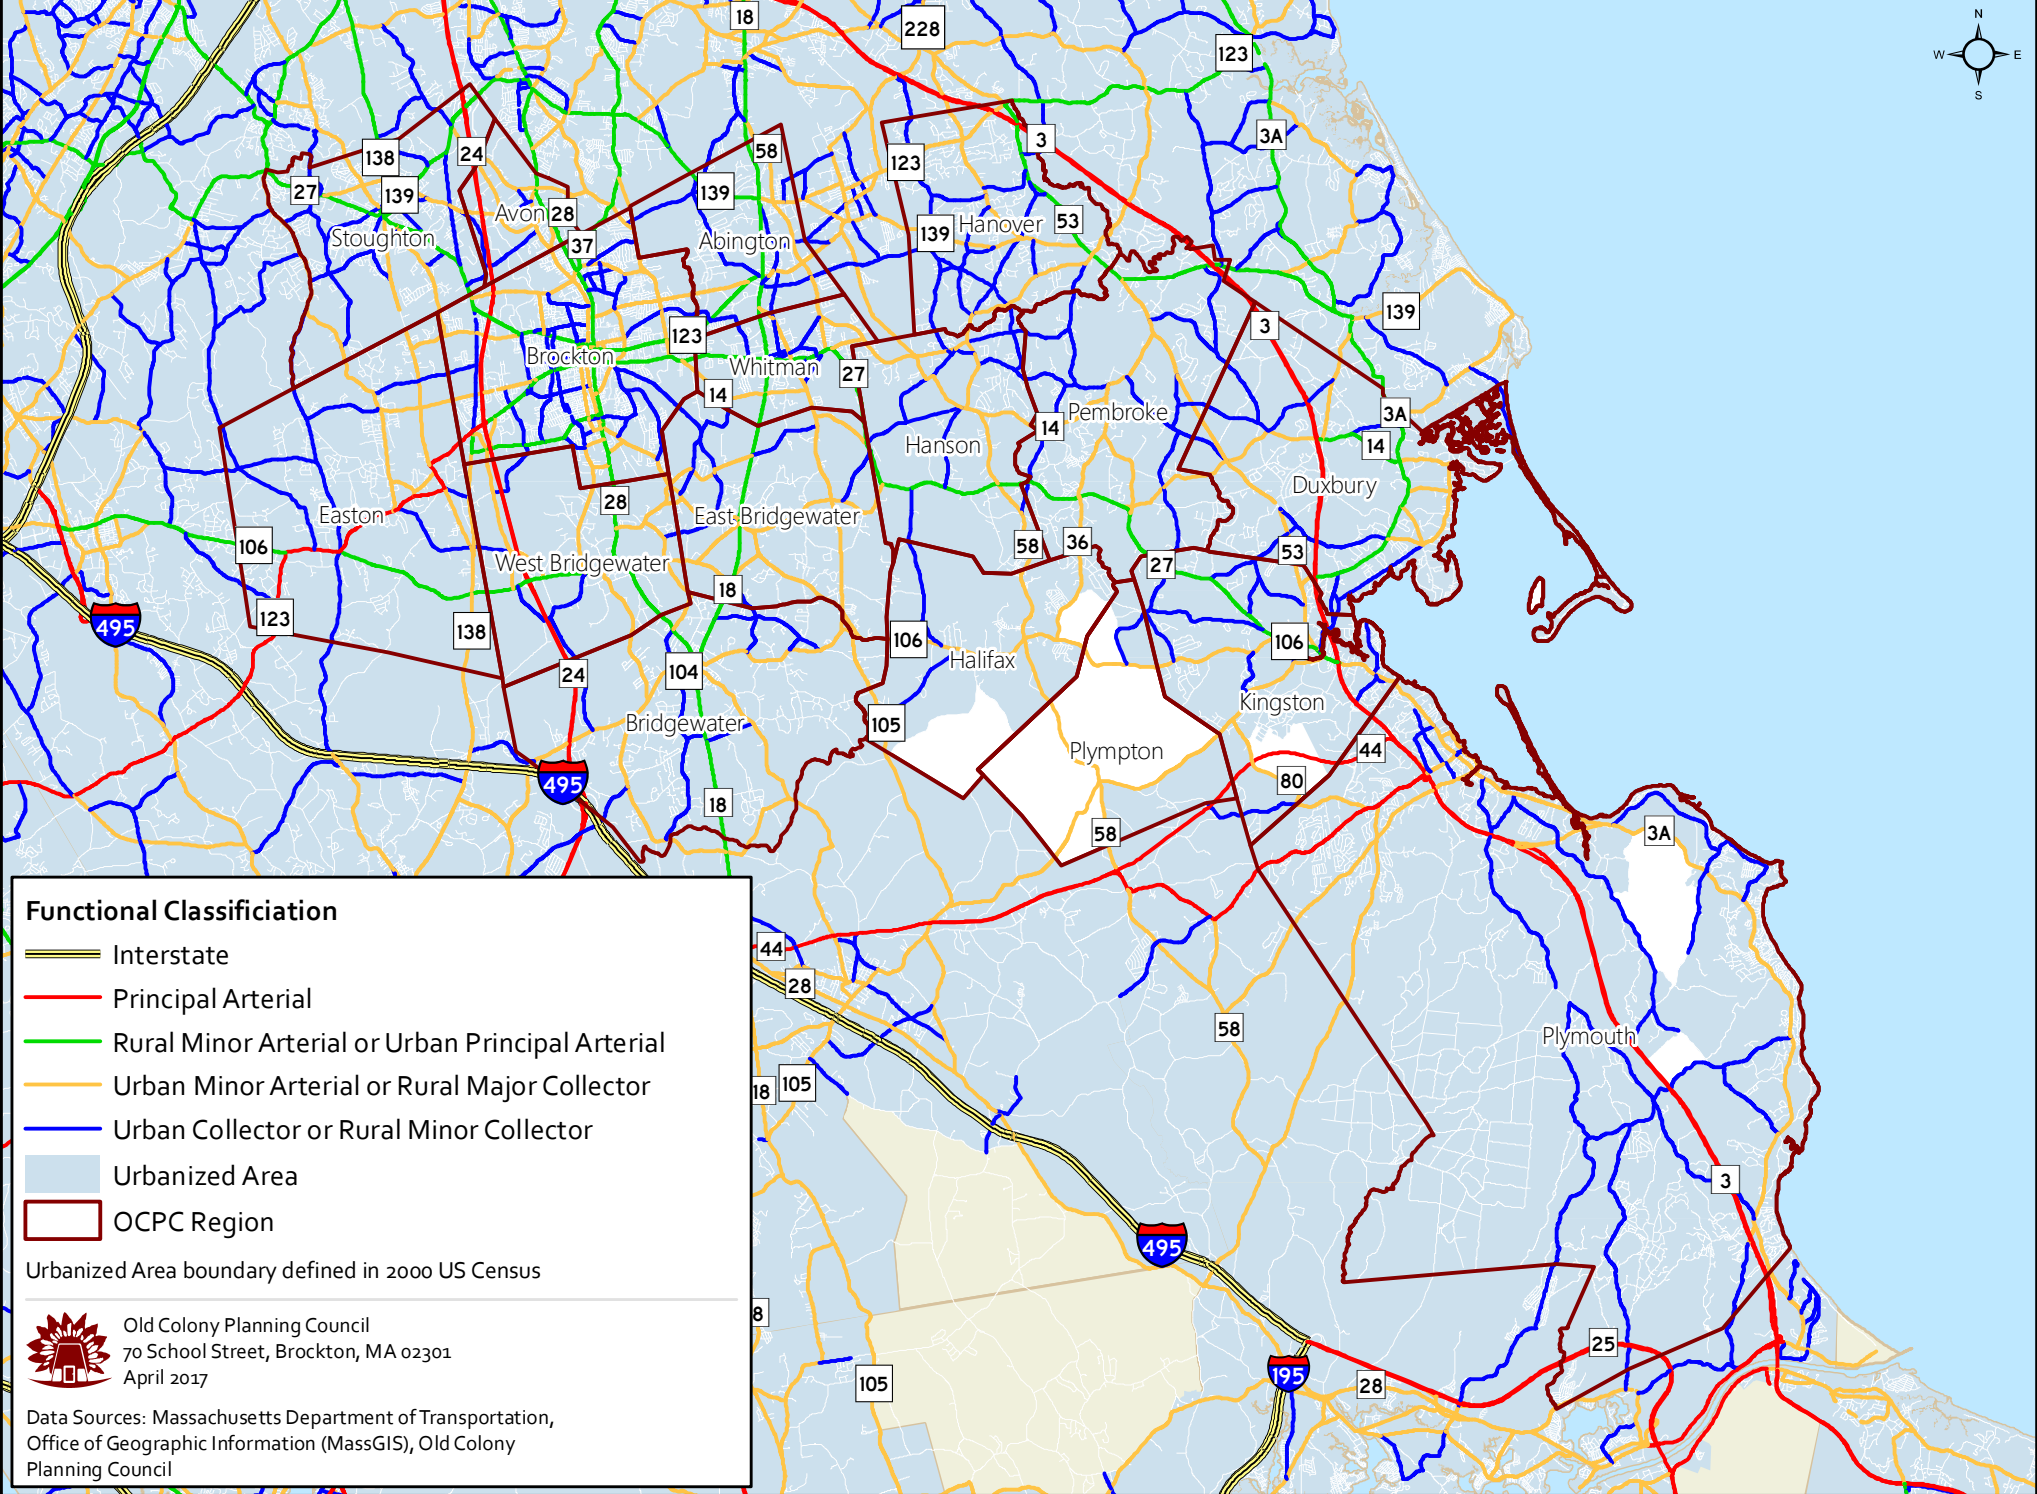 18
228
N
123
W
E
S
3A
3
138
24
58
123
27
139
139
Avon
28
53
Hanover
139
Stoughton
37
Abington
139
3
123
Brockton
Whitman
27
14
3A
Pembroke
14
Hanson
14
Duxbury
28
Easton
East Bridgewater
106
58
36
53
West Bridgewater
27
18
123
495
138
106
106
Halifax
104
24
Kingston
Bridgewater
105
Plympton
44
495
80
18
58
3A
Functional Classificiation
Interstate
44
28
Principal Arterial
58
Plymouth
Rural Minor Arterial or Urban Principal Arterial
Urban Minor Arterial or Rural Major Collector
18
105
Urban Collector or Rural Minor Collector
Urbanized Area
3
OCPC Region
495
Urbanized Area boundary defined in 2000 US Census
8
Old Colony Planning Council
70 School Street, Brockton, MA 02301
April 2017
25
195
105
28
Data Sources: Massachusetts Department of Transportation,
Office of Geographic Information (MassGIS), Old Colony
Planning Council